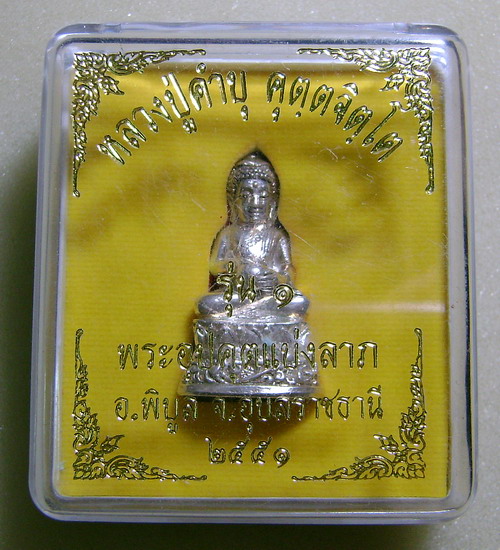 หลวงปู่คำบุ คุตฺตจิตฺโต
รุ่น ๑
พระอุปคุตแบ่งลาภ
อ.พิบูล จ.อุบลราชธานี
๒๕๕๑